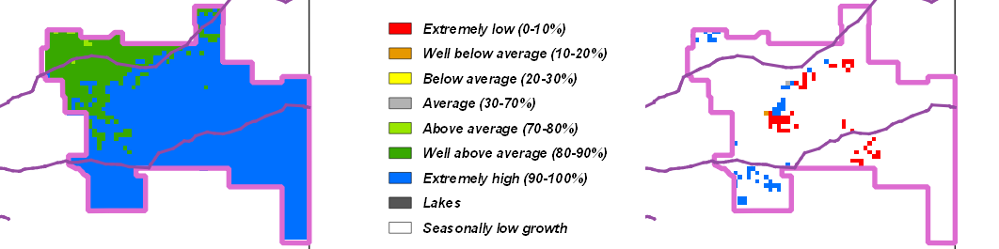 Extremely low (0-10%)
Well below average (10-20%)
Below average (20-30%)
Average (30-70%)
Above average (70-80%)
Well above average (80-90%)
Extremely high (90-100%)
Lakes
Seasonally low growth